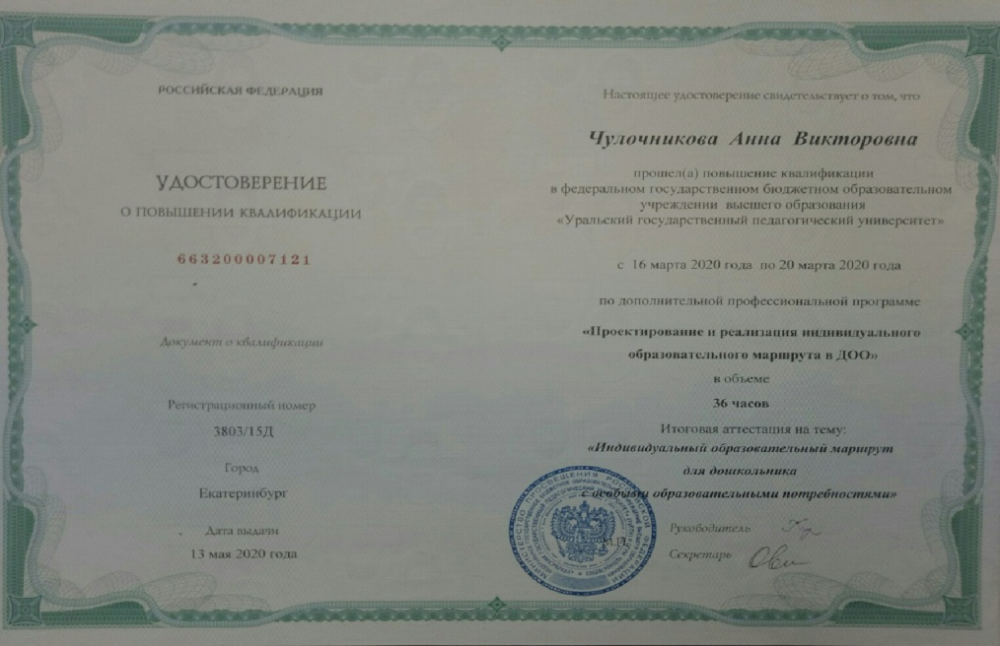 РОССИЙСКАЯ ФЕДЕРАЦИЯ
УДОСТОВЕРЕНИЕ
О ПОВЫШЕНИИ КВАЛИФИКАЦИИ
663200007121
Документ о квалификации
Регистрационный номер
3803/15Д
Город
Екатеринбург
Дата выдачи
13 мая 2020 года
Настоящее удостоверение свидетельствует о том, что
Чулочникова Анна Викторовна
прошел(а) повышение квалификации
в федеральном государственном бюджетном образовательном
учреждении высшего образования
«Уральский государственный педагогический университет»
с 16 марта 2020 года по 20 марта 2020 года
по дополнительной профессиональной программе
«Проектирование и реализация индивидуального
образовательного маршрута в ДОО»
в объеме
36 часов
Итоговая аттестация на тему:
«Индивидуальный образовательный маршрут
для дошкольника
с особыми образовательными потребностями»
Руководитель
М.П.
Секретарь
МИНИСТЕРСТВО ПРОСВЕЩЕНИЯ РОССИЙСКОЙ ФЕДЕРАЦИИ